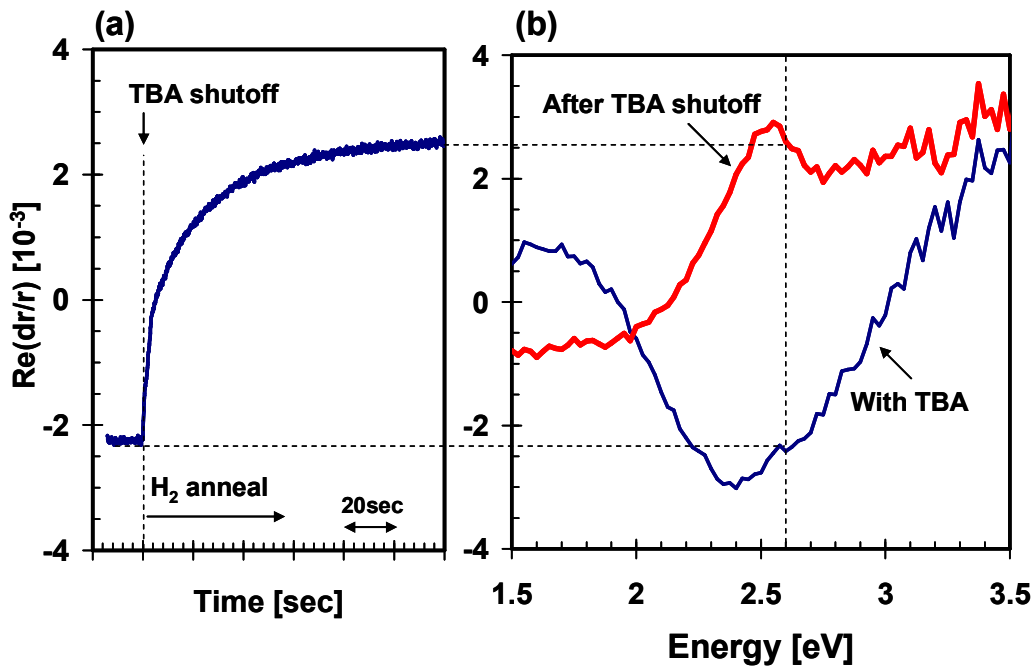 (a)
4
2
0
-2
-4
Re(dr/r) [10⁻³]
TBA shutoff
H₂ anneal
20sec
Time [sec]
(b)
4
2
0
-2
-4
After TBA shutoff
With TBA
1.5 2 2.5 3 3.5
Energy [eV]